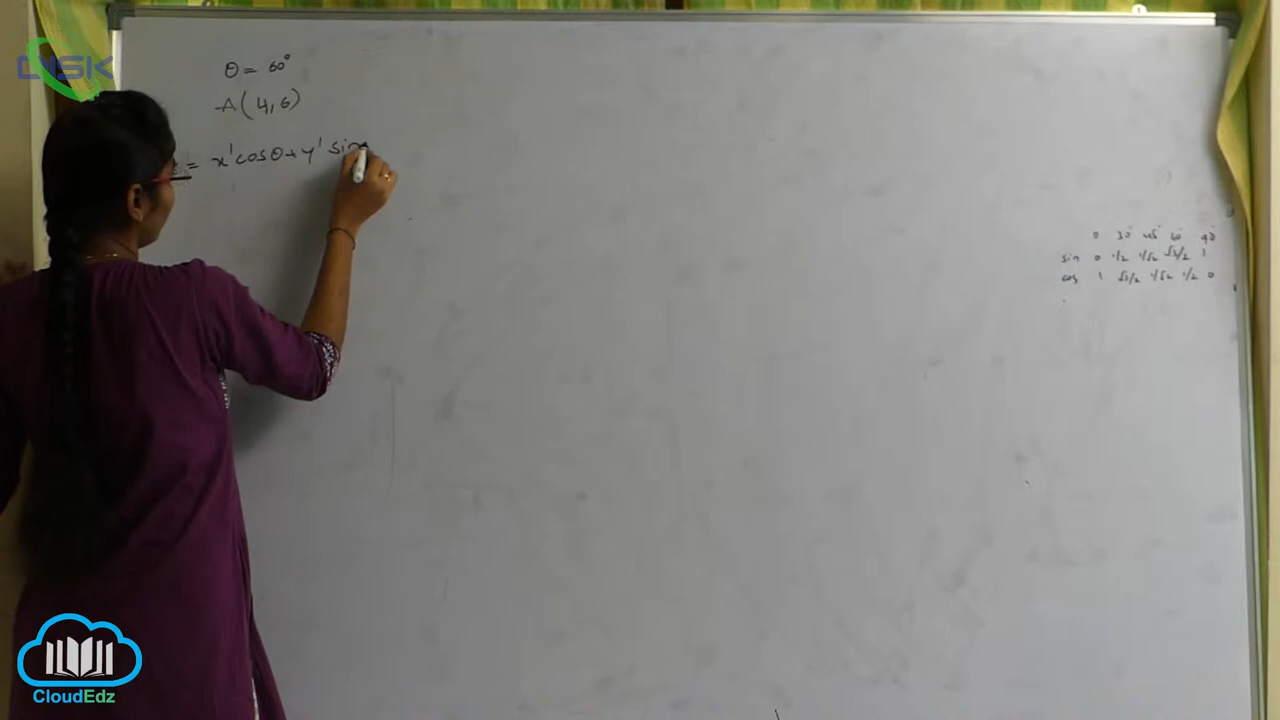 DISK
θ = 60°
A(4,6)
= x' cosθ + y' sin
0 30° 45° 60° 90°
sin 0 1/2 1/√2 √3/2 1
cos 1 √3/2 1/√2 1/2 0
CloudEdz